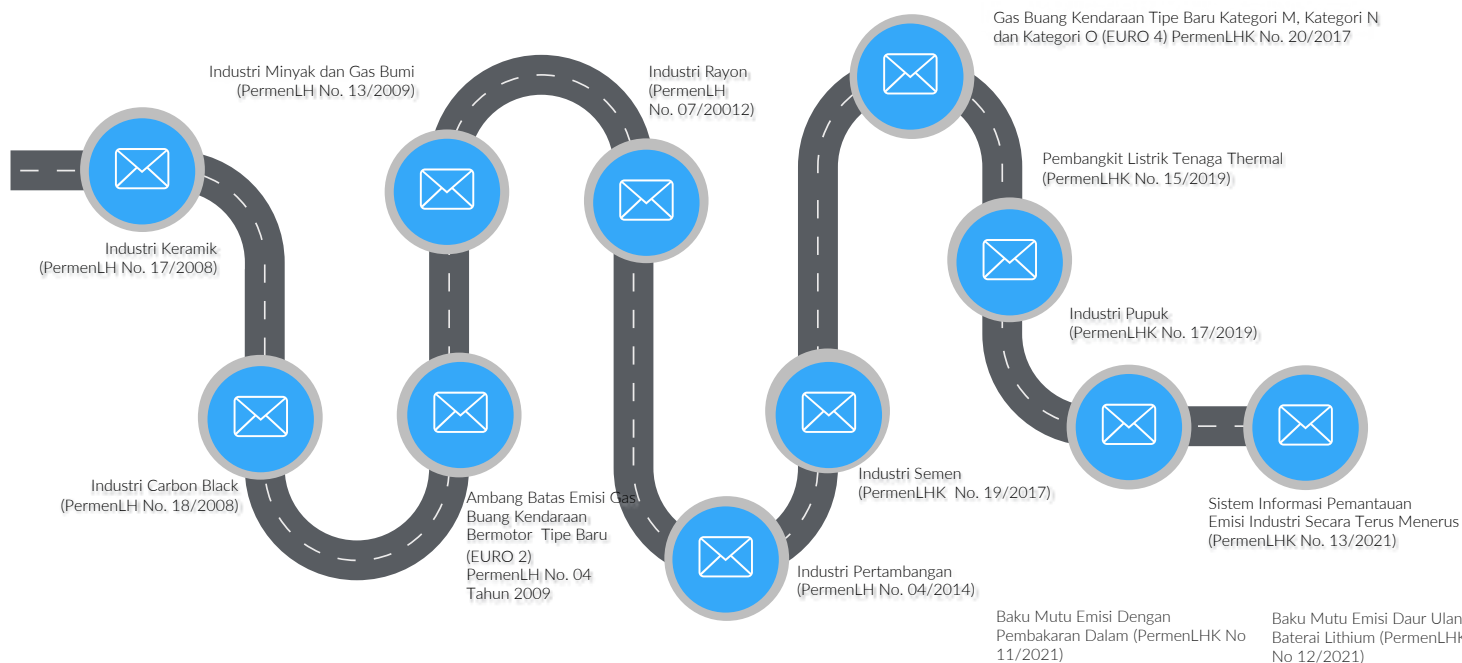 Industri Keramik
(PermenLH No. 17/2008)
Industri Carbon Black
(PermenLH No. 18/2008)
Ambang Batas Emisi Gas
Buang Kendaraan
Bermotor Tipe Baru
(EURO 2)
PermenLH No. 04
Tahun 2009
Industri Minyak dan Gas Bumi
(PermenLH No. 13/2009)
Industri Rayon
(PermenLH
No. 07/20012)
Industri Pertambangan
(PermenLH No. 04/2014)
Industri Semen
(PermenLHK No. 19/2017)
Gas Buang Kendaraan Tipe Baru Kategori M, Kategori N
dan Kategori O (EURO 4) PermenLHK No. 20/2017
Pembangkit Listrik Tenaga Thermal
(PermenLHK No. 15/2019)
Industri Pupuk
(PermenLHK No. 17/2019)
Sistem Informasi Pemantauan
Emisi Industri Secara Terus Menerus
(PermenLHK No. 13/2021)
Baku Mutu Emisi Dengan
Pembakaran Dalam (PermenLHK No
11/2021)
Baku Mutu Emisi Daur Ulan
Baterai Lithium (PermenLHK
No 12/2021)